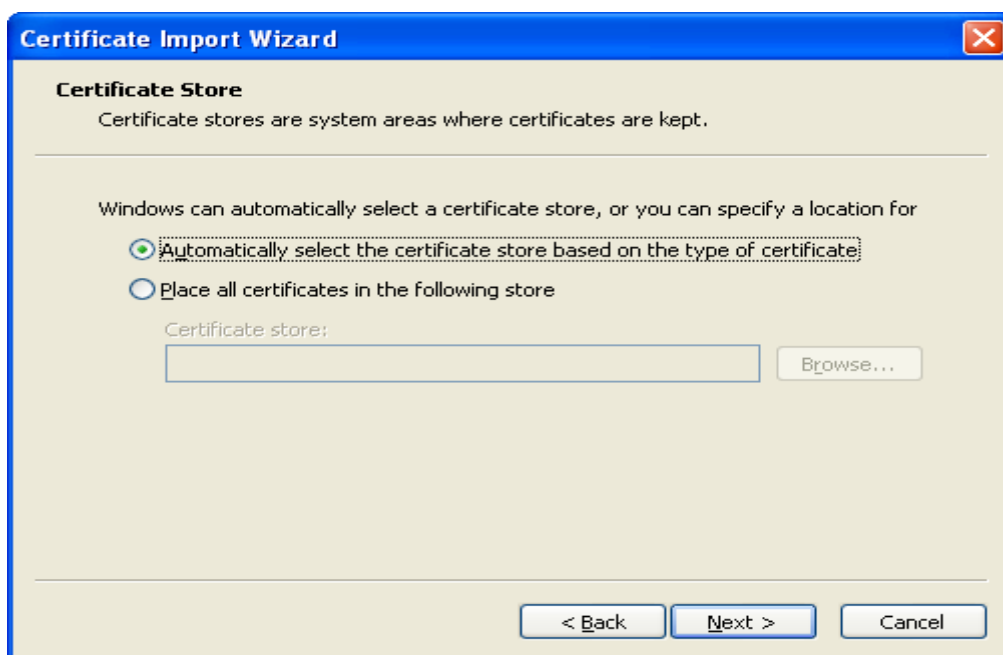 Certificate Import Wizard
Certificate Store
Certificate stores are system areas where certificates are kept.
Windows can automatically select a certificate store, or you can specify a location for
Automatically select the certificate store based on the type of certificate
Place all certificates in the following store
Certificate store:
Browse...
< Back Next > Cancel